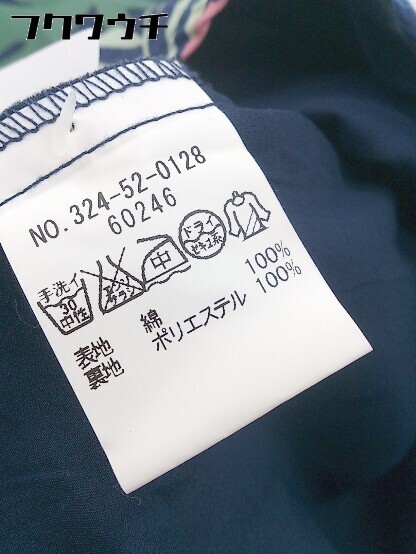 フクワウチ
NO. 324-52-0128
60246
手洗イ
30
中性
エンソ
サラシ
中
ドライ
セキユ系
表地 綿 100%
裏地 ポリエステル 100%